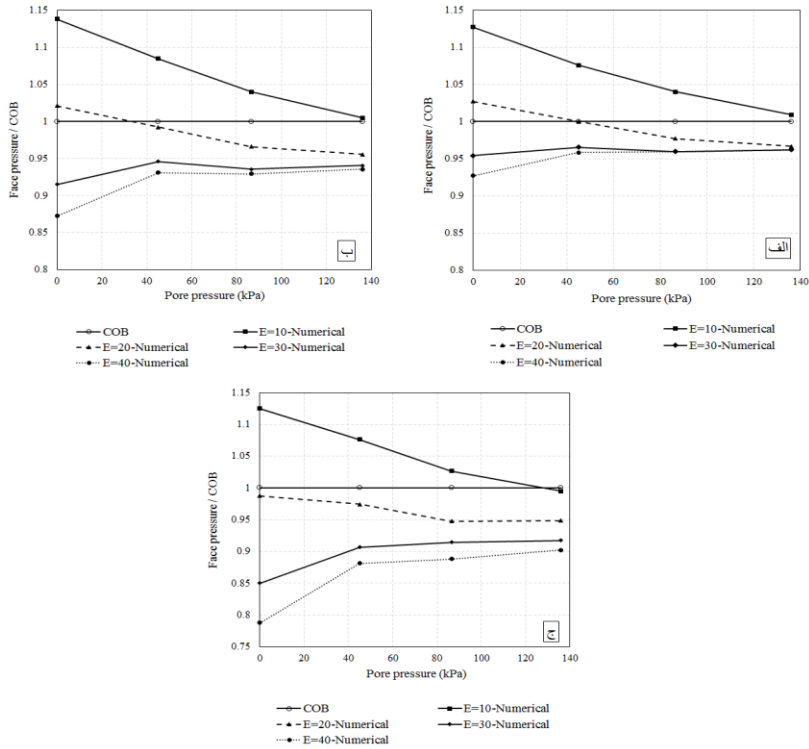 1.15
1.1
1.05
1
0.95
0.9
0.85
0.8
Face pressure / COB
0 20 40 60 80 100 120 140
Pore pressure (kPa)
ب
COB
E=10-Numerical
E=20-Numerical
E=30-Numerical
E=40-Numerical
1.15
1.1
1.05
1
0.95
0.9
0.85
0.8
Face pressure / COB
0 20 40 60 80 100 120 140
Pore pressure (kPa)
الف
COB
E=10-Numerical
E=20-Numerical
E=30-Numerical
E=40-Numerical
1.15
1.1
1.05
1
0.95
0.9
0.85
0.8
0.75
Face pressure / COB
0 20 40 60 80 100 120 140
Pore pressure (kPa)
ج
COB
E=10-Numerical
E=20-Numerical
E=30-Numerical
E=40-Numerical